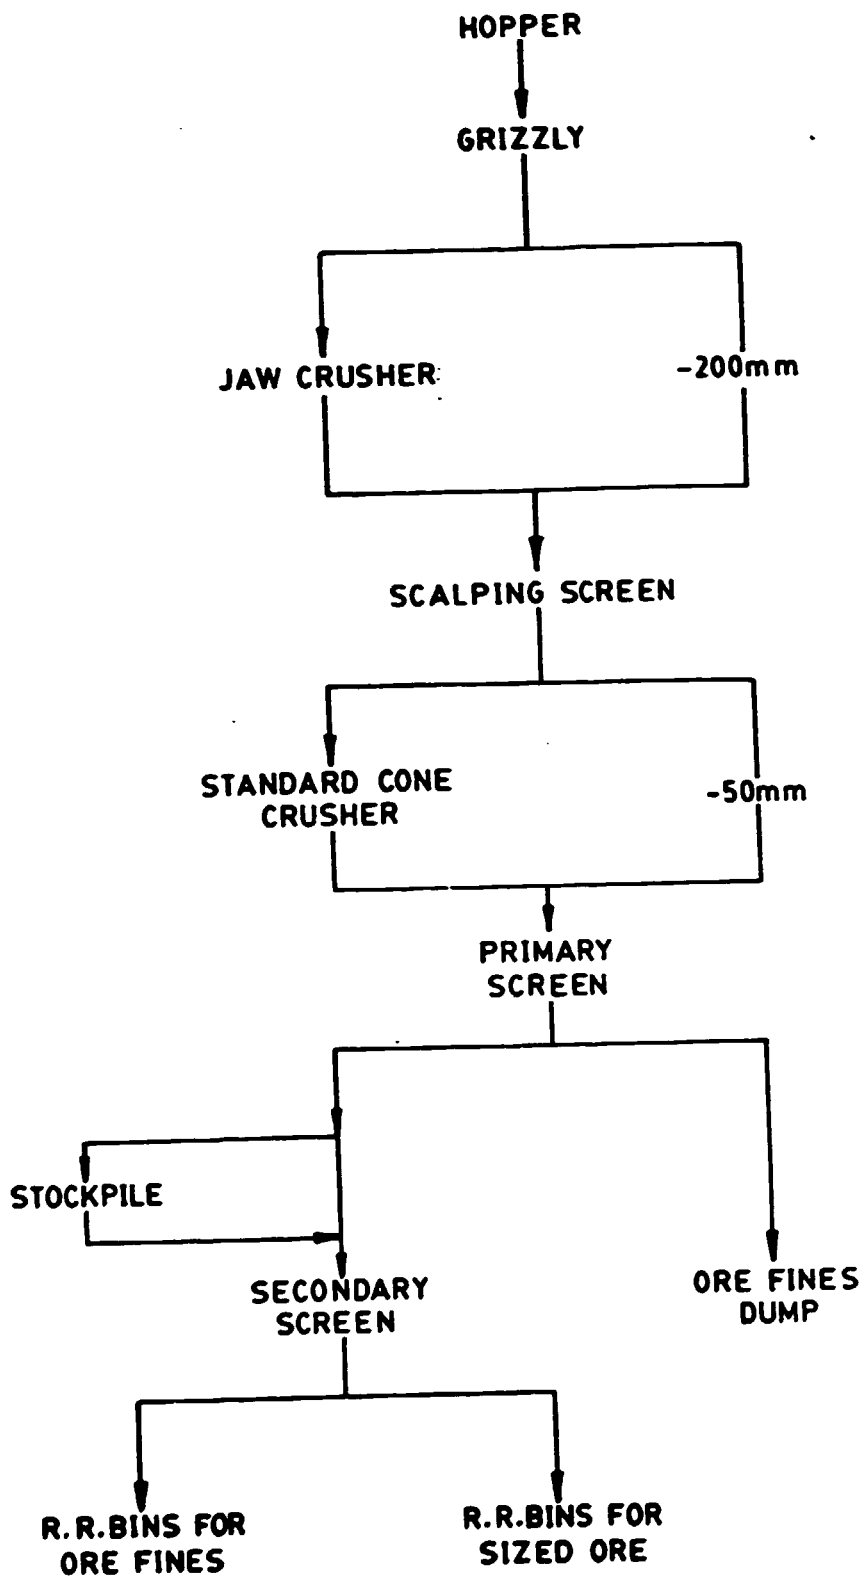 HOPPER
GRIZZLY
JAW CRUSHER
-200mm
SCALPING SCREEN
STANDARD CONE
CRUSHER
-50mm
PRIMARY
SCREEN
STOCKPILE
SECONDARY
SCREEN
ORE FINES
DUMP
R.R.BINS FOR
ORE FINES
R.R.BINS FOR
SIZED ORE